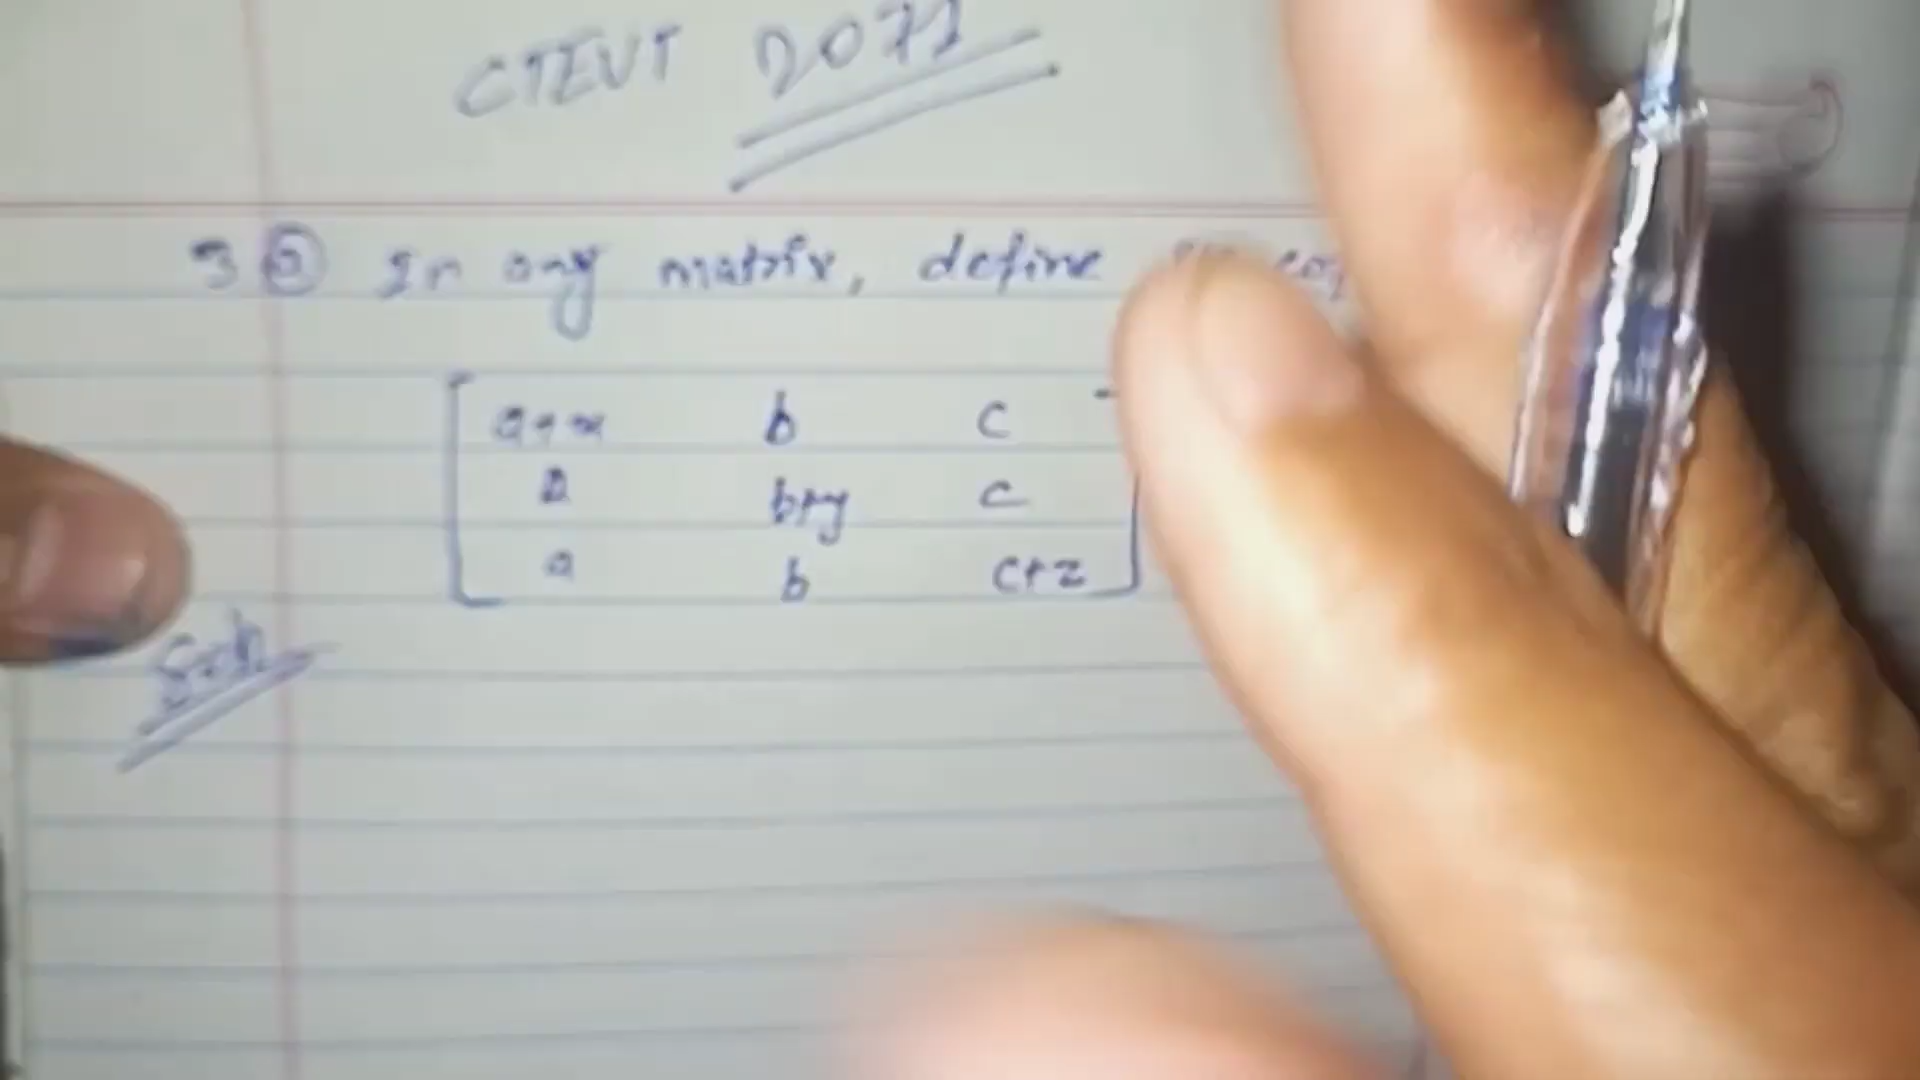 CTEVT 2071
3 (a) In any matrix, define
a+x b c
a b+y c
a b c+z
Soln